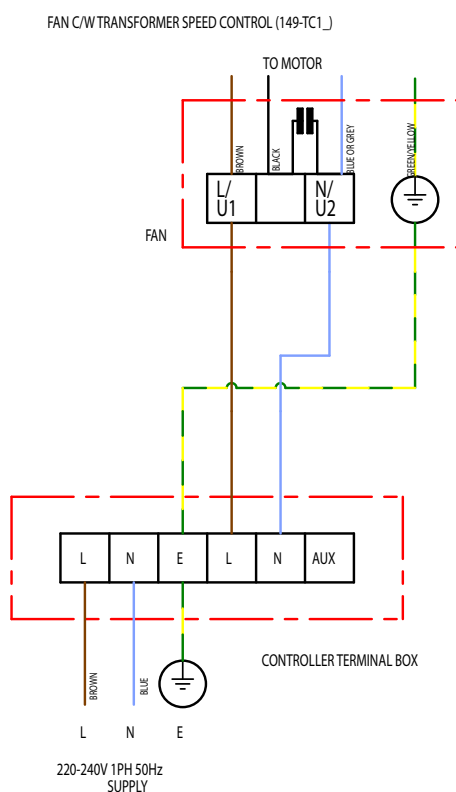 FAN C/W TRANSFORMER SPEED CONTROL (149-TC1_)
TO MOTOR
BROWN
BLACK
BLUE OR GREY
GREEN/YELLOW
L/
U1
N/
U2
FAN
L
N
E
L
N
AUX
BROWN
BLUE
CONTROLLER TERMINAL BOX
L
N
E
220-240V 1PH 50Hz
SUPPLY